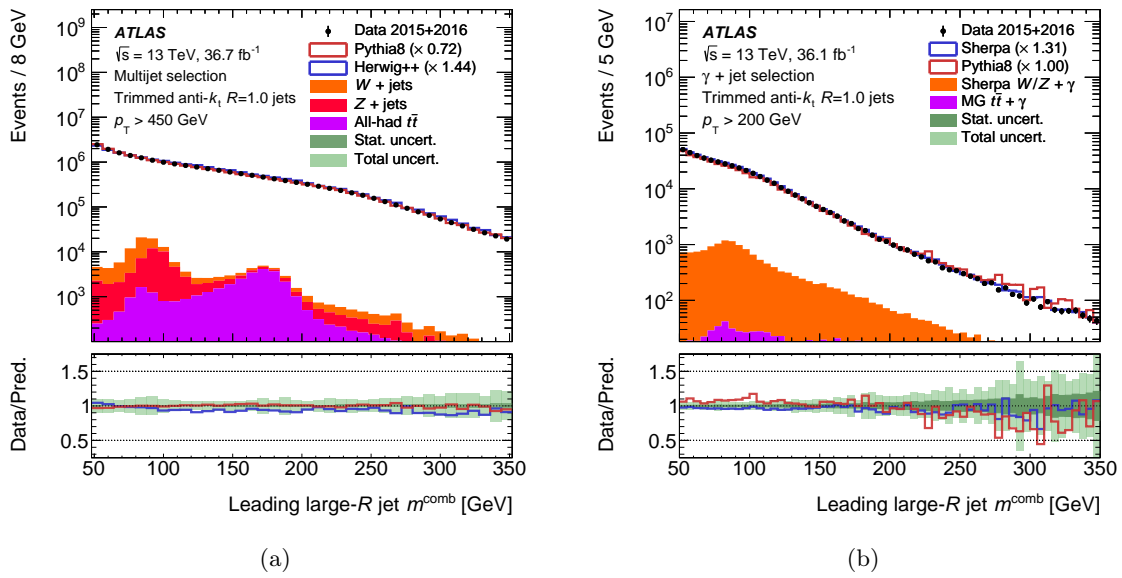 ATLAS
√s = 13 TeV, 36.7 fb⁻¹
Multijet selection
Trimmed anti-kₜ R=1.0 jets
p_T > 450 GeV
Data 2015+2016
Pythia8 (× 0.72)
Herwig++ (× 1.44)
W + jets
Z + jets
All-had tt̄
Stat. uncert.
Total uncert.
Events / 8 GeV
10⁹
10⁸
10⁷
10⁶
10⁵
10⁴
10³
Data/Pred.
1.5
1
0.5
50 100 150 200 250 300 350
Leading large-R jet m^comb [GeV]
(a)
ATLAS
√s = 13 TeV, 36.1 fb⁻¹
γ + jet selection
Trimmed anti-kₜ R=1.0 jets
p_T > 200 GeV
Data 2015+2016
Sherpa (× 1.31)
Pythia8 (× 1.00)
Sherpa W/Z + γ
MG tt̄ + γ
Stat. uncert.
Total uncert.
Events / 5 GeV
10⁷
10⁶
10⁵
10⁴
10³
10²
Data/Pred.
1.5
1
0.5
50 100 150 200 250 300 350
Leading large-R jet m^comb [GeV]
(b)